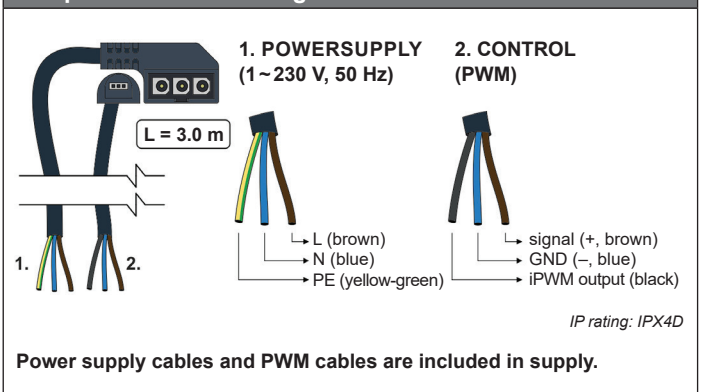 1. POWERSUPPLY
(1~230 V, 50 Hz)
2. CONTROL
(PWM)
L = 3.0 m
L (brown)
N (blue)
PE (yellow-green)
signal (+, brown)
GND (–, blue)
iPWM output (black)
1.
2.
IP rating: IPX4D
Power supply cables and PWM cables are included in supply.